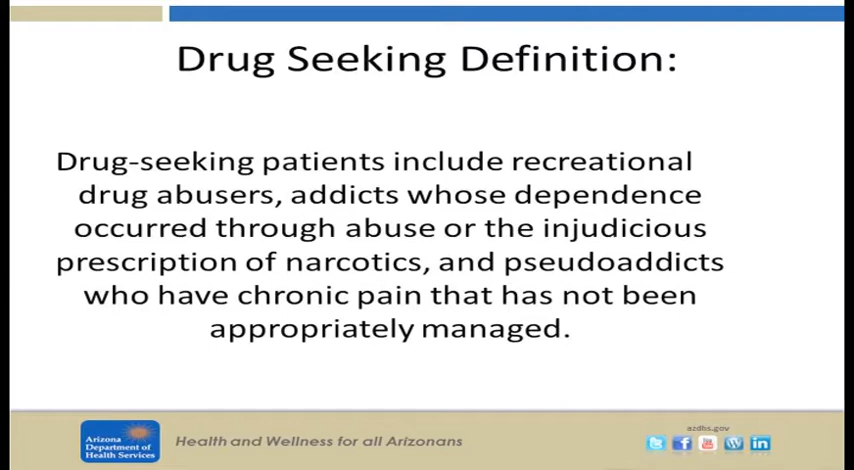 Drug Seeking Definition:
Drug-seeking patients include recreational
drug abusers, addicts whose dependence
occurred through abuse or the injudicious
prescription of narcotics, and pseudoaddicts
who have chronic pain that has not been
appropriately managed.
Arizona
Department of
Health Services
Health and Wellness for all Arizonans
azdhs.gov